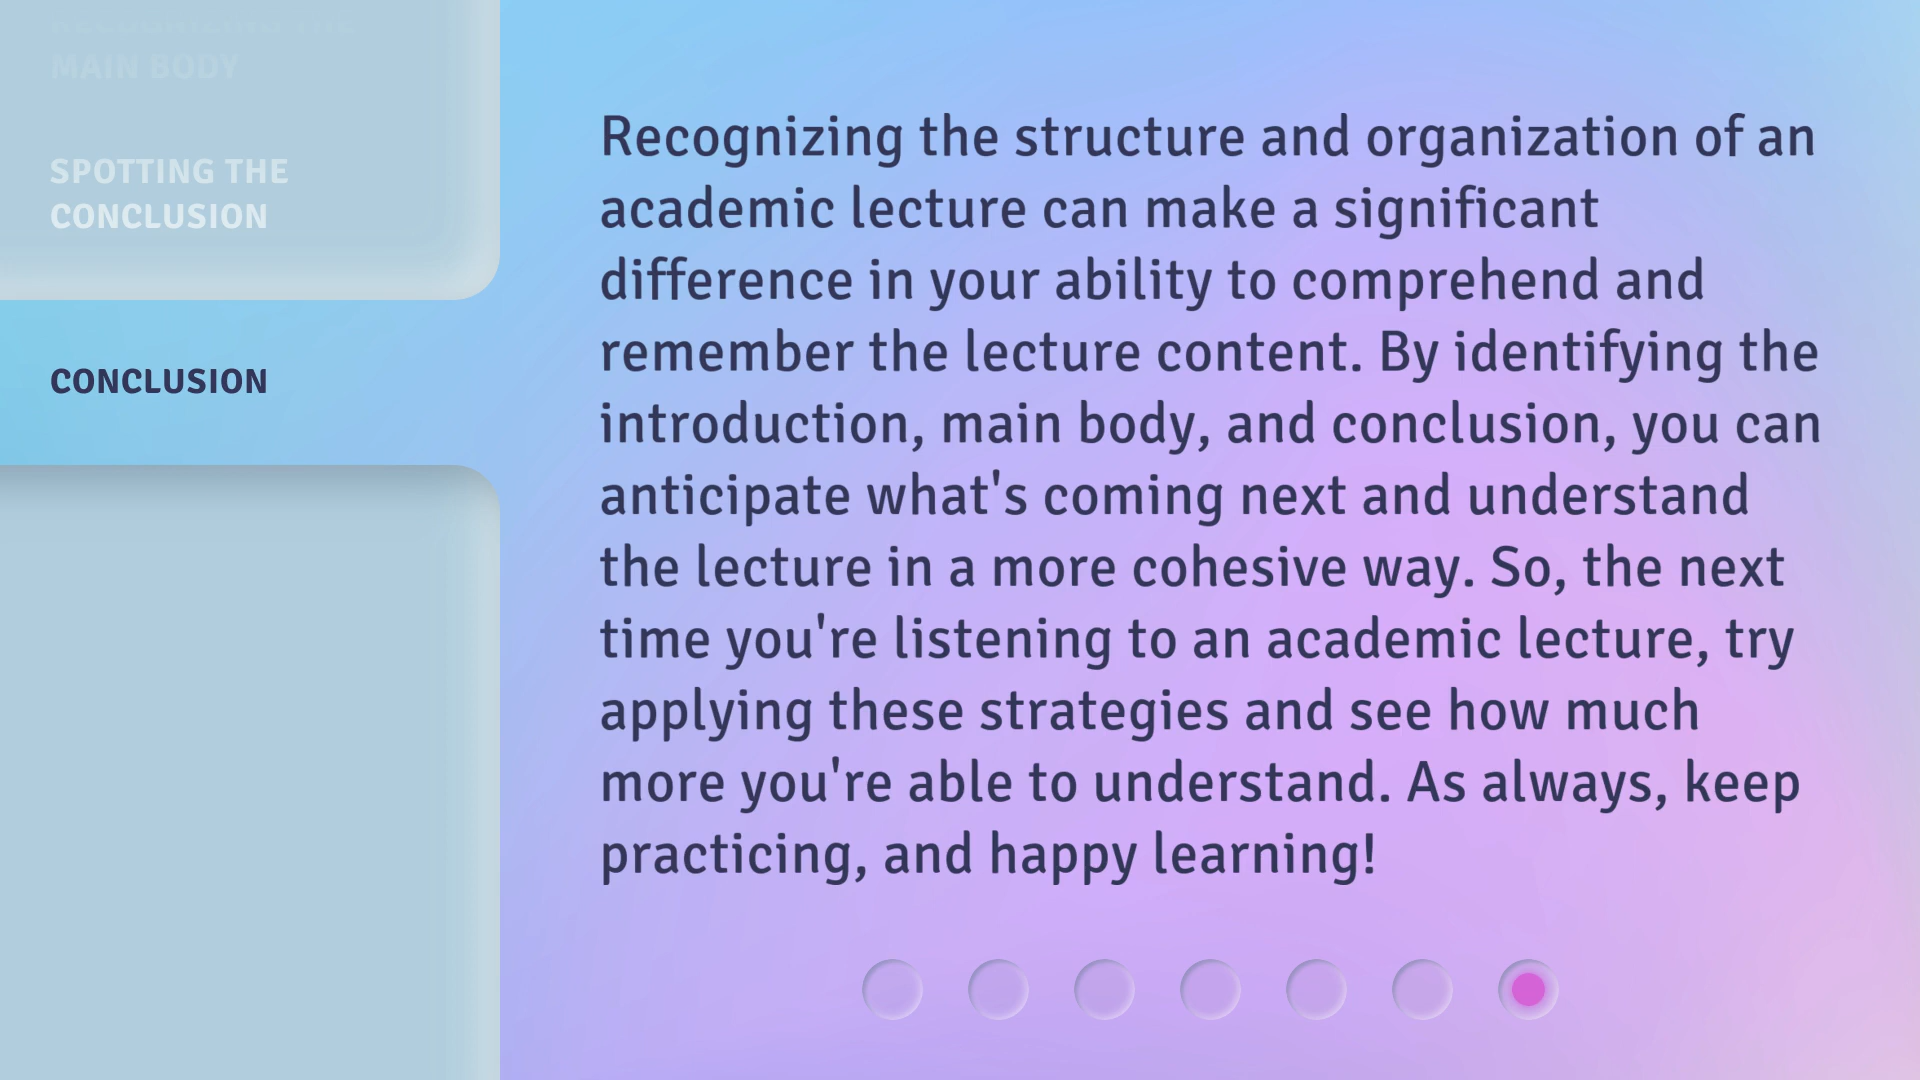 RECOGNIZING THE
MAIN BODY
SPOTTING THE
CONCLUSION
CONCLUSION
Recognizing the structure and organization of an
academic lecture can make a significant
difference in your ability to comprehend and
remember the lecture content. By identifying the
introduction, main body, and conclusion, you can
anticipate what's coming next and understand
the lecture in a more cohesive way. So, the next
time you're listening to an academic lecture, try
applying these strategies and see how much
more you're able to understand. As always, keep
practicing, and happy learning!